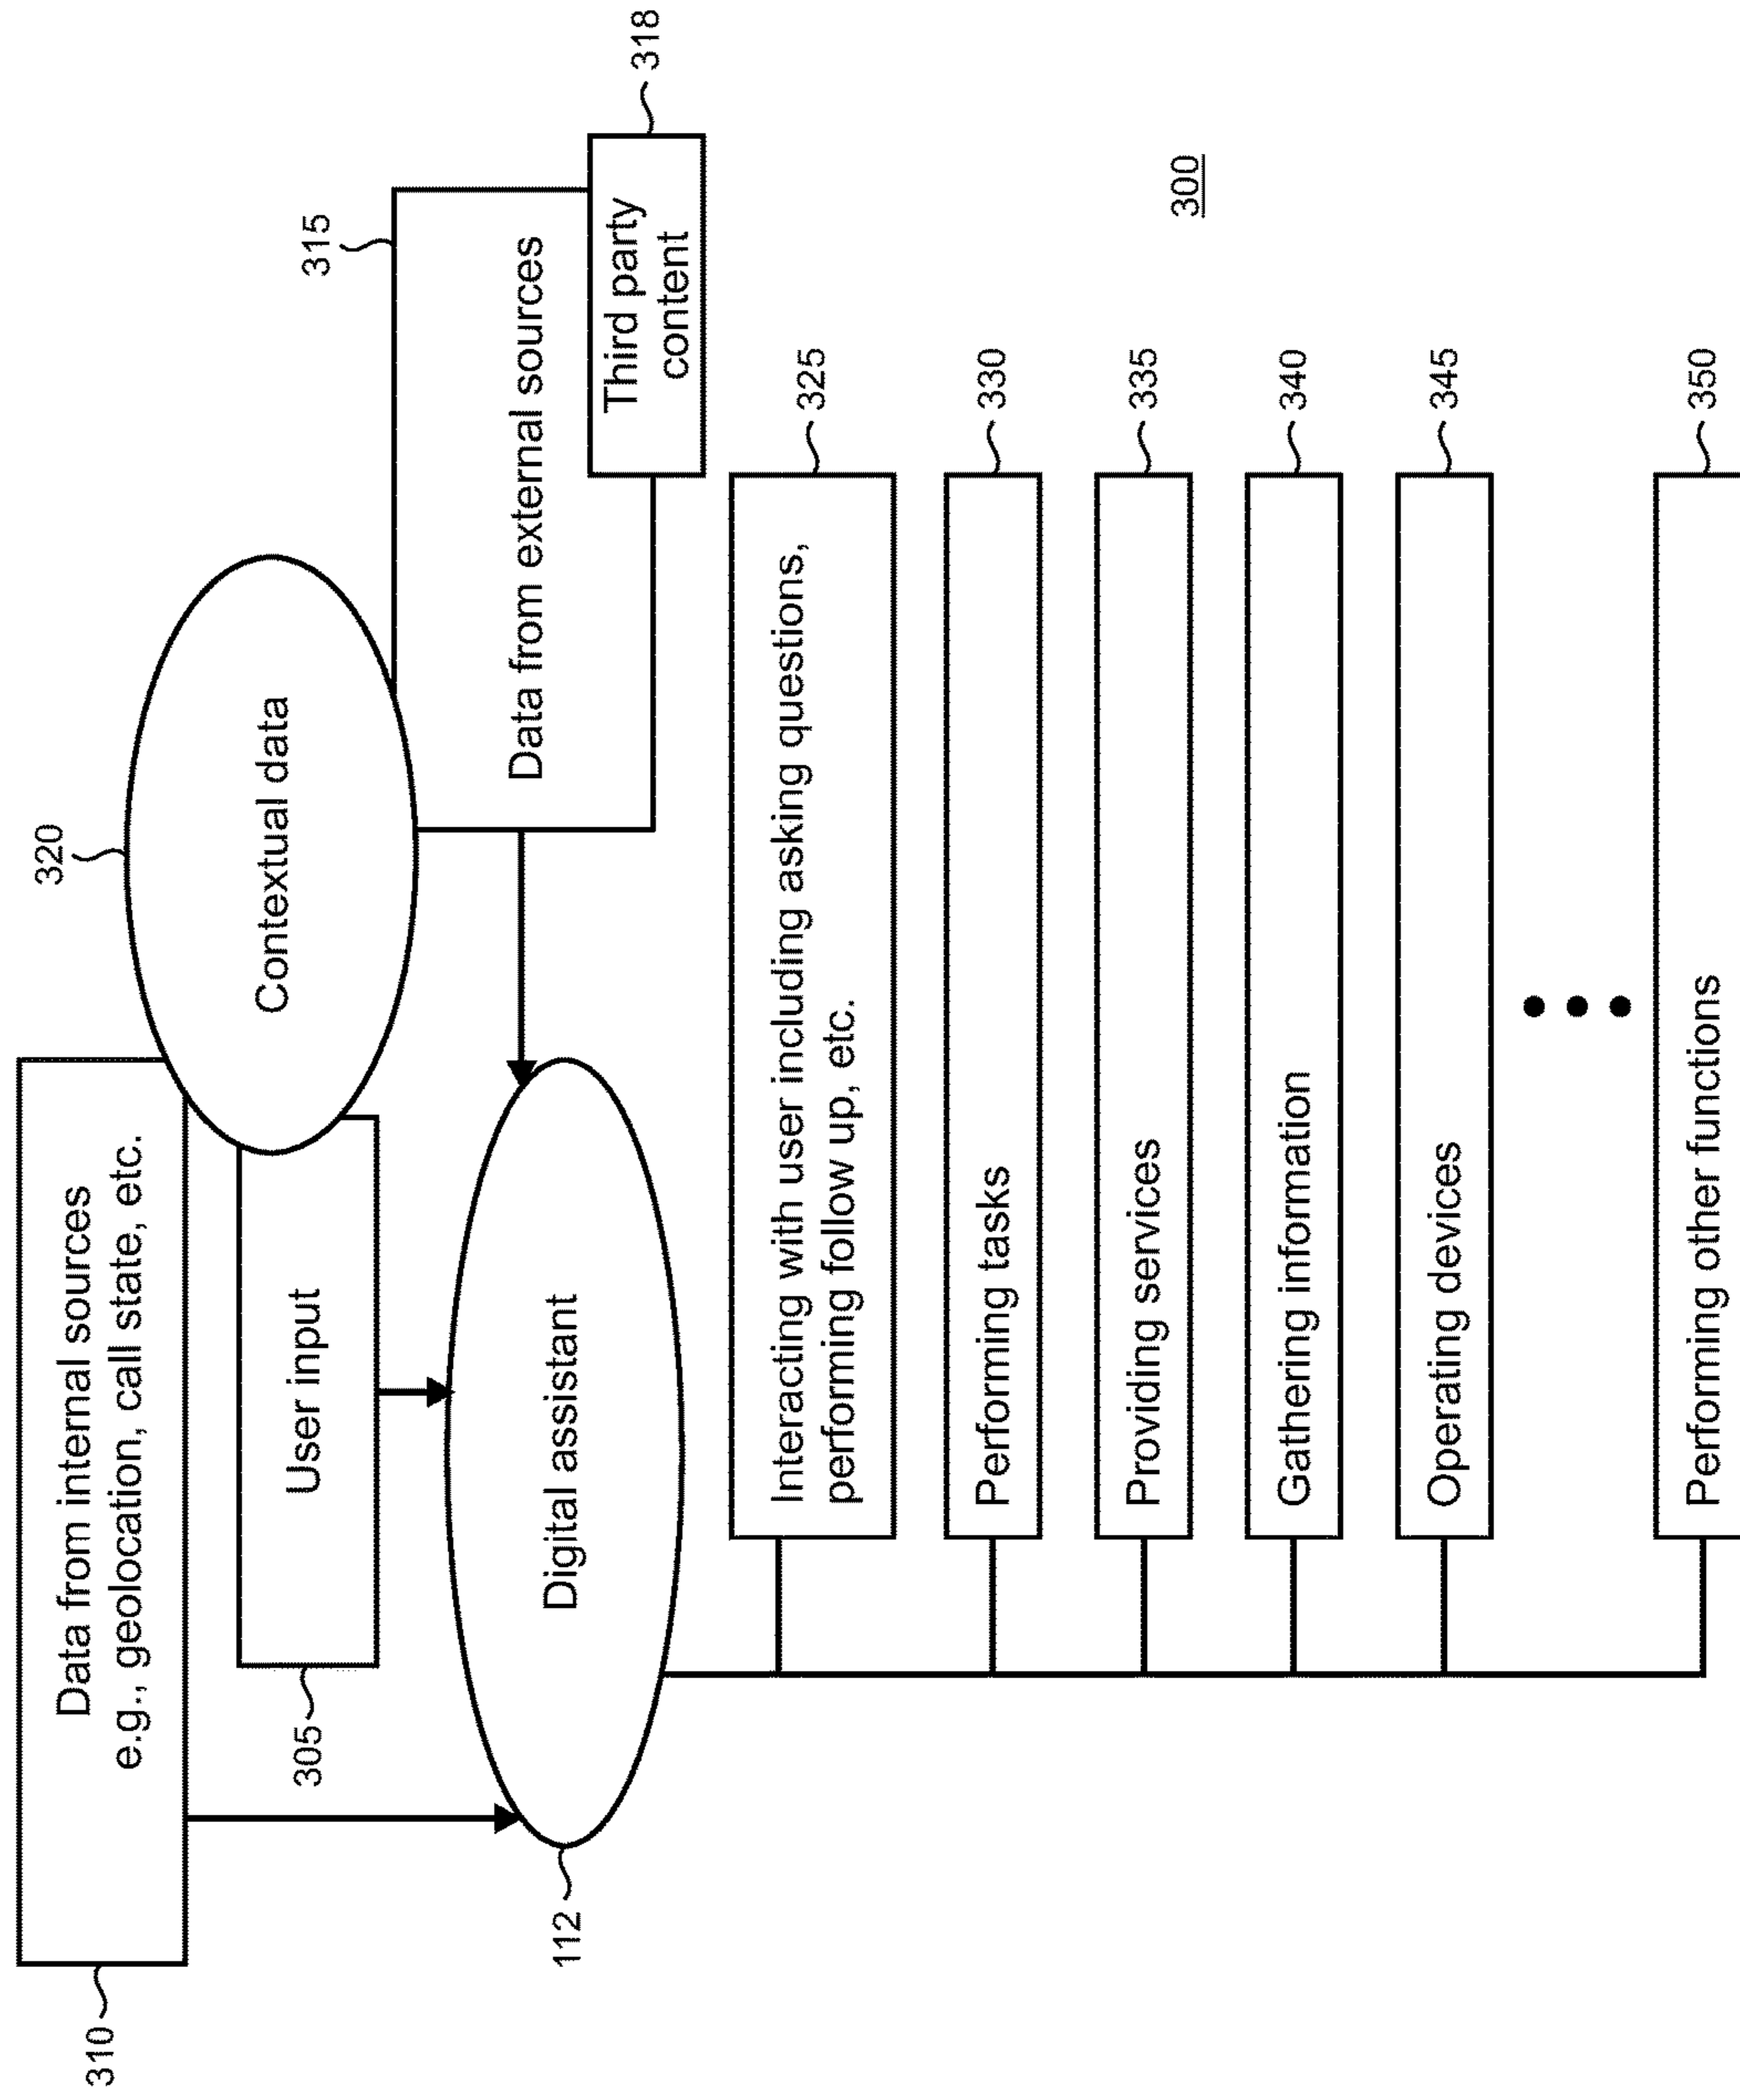 310
Data from internal sources
e.g., geolocation, call state, etc.
320
Contextual data
305
User input
315
Data from external sources
318
Third party
content
112
Digital assistant
300
Interacting with user including asking questions,
performing follow up, etc.
325
Performing tasks
330
Providing services
335
Gathering information
340
Operating devices
345
Performing other functions
350